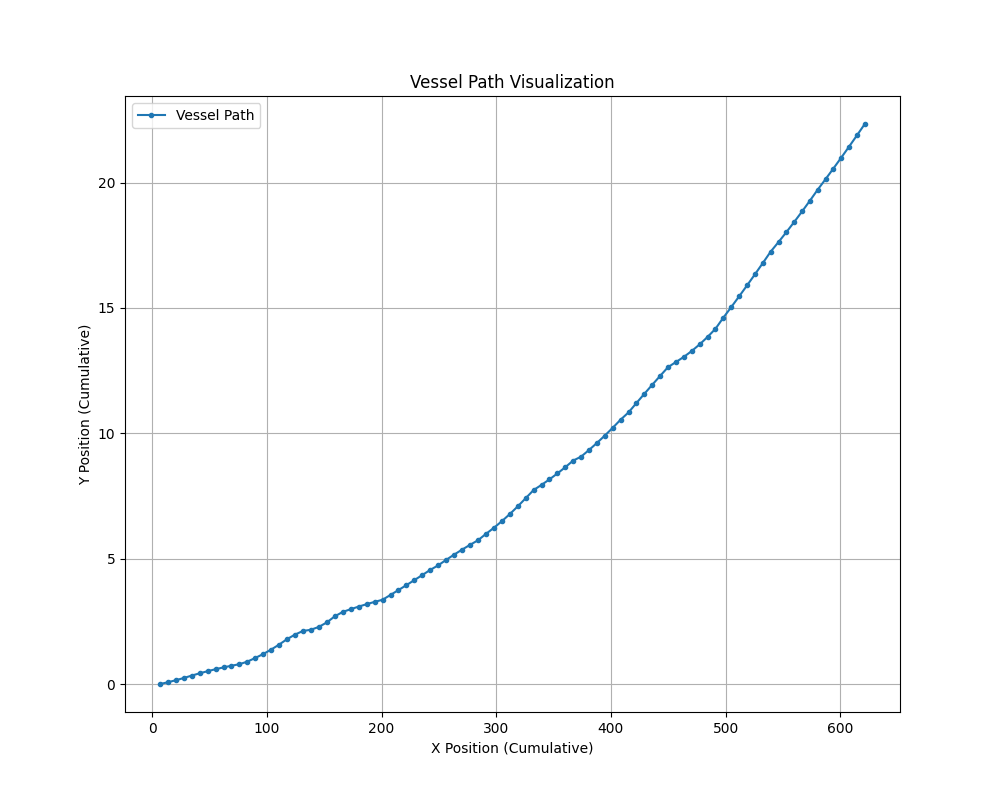 Vessel Path Visualization
Vessel Path
Y Position (Cumulative)
20
15
10
5
0
0 100 200 300 400 500 600
X Position (Cumulative)